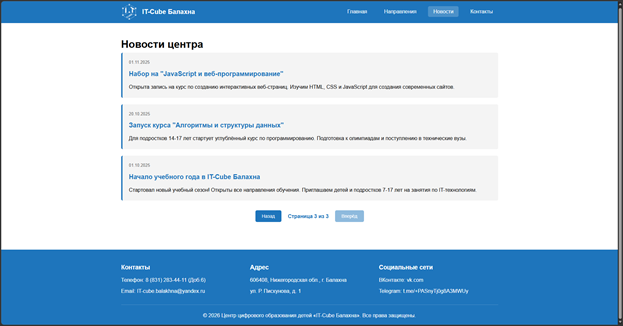 IT-Cube Балахна
Главная Направления Новости Контакты
Новости центра
01.11.2025
Набор на "JavaScript и веб-программирование"
Открыта запись на курс по созданию интерактивных веб-страниц. Изучим HTML, CSS и JavaScript для создания современных сайтов.
20.10.2025
Запуск курса "Алгоритмы и структуры данных"
Для подростков 14-17 лет стартует углублённый курс по программированию. Подготовка к олимпиадам и поступлению в технические вузы.
01.10.2025
Начало учебного года в IT-Cube Балахна
Стартовал новый учебный сезон! Открыты все направления обучения. Приглашаем детей и подростков 7-17 лет на занятия по IT-технологиям.
Назад Страница 3 из 3 Вперёд
Контакты Адрес Социальные сети
Телефон: 8 (831) 283-44-11 (Доб 6) 606408, Нижегородская обл., г. Балахна ВКонтакте: vk.com
Email: IT-cube.balakhna@yandex.ru ул. Р. Пискунова, д. 1 Telegram:
© 2026 Центр цифрового образования детей «IT-Cube Балахна». Все права защищены.